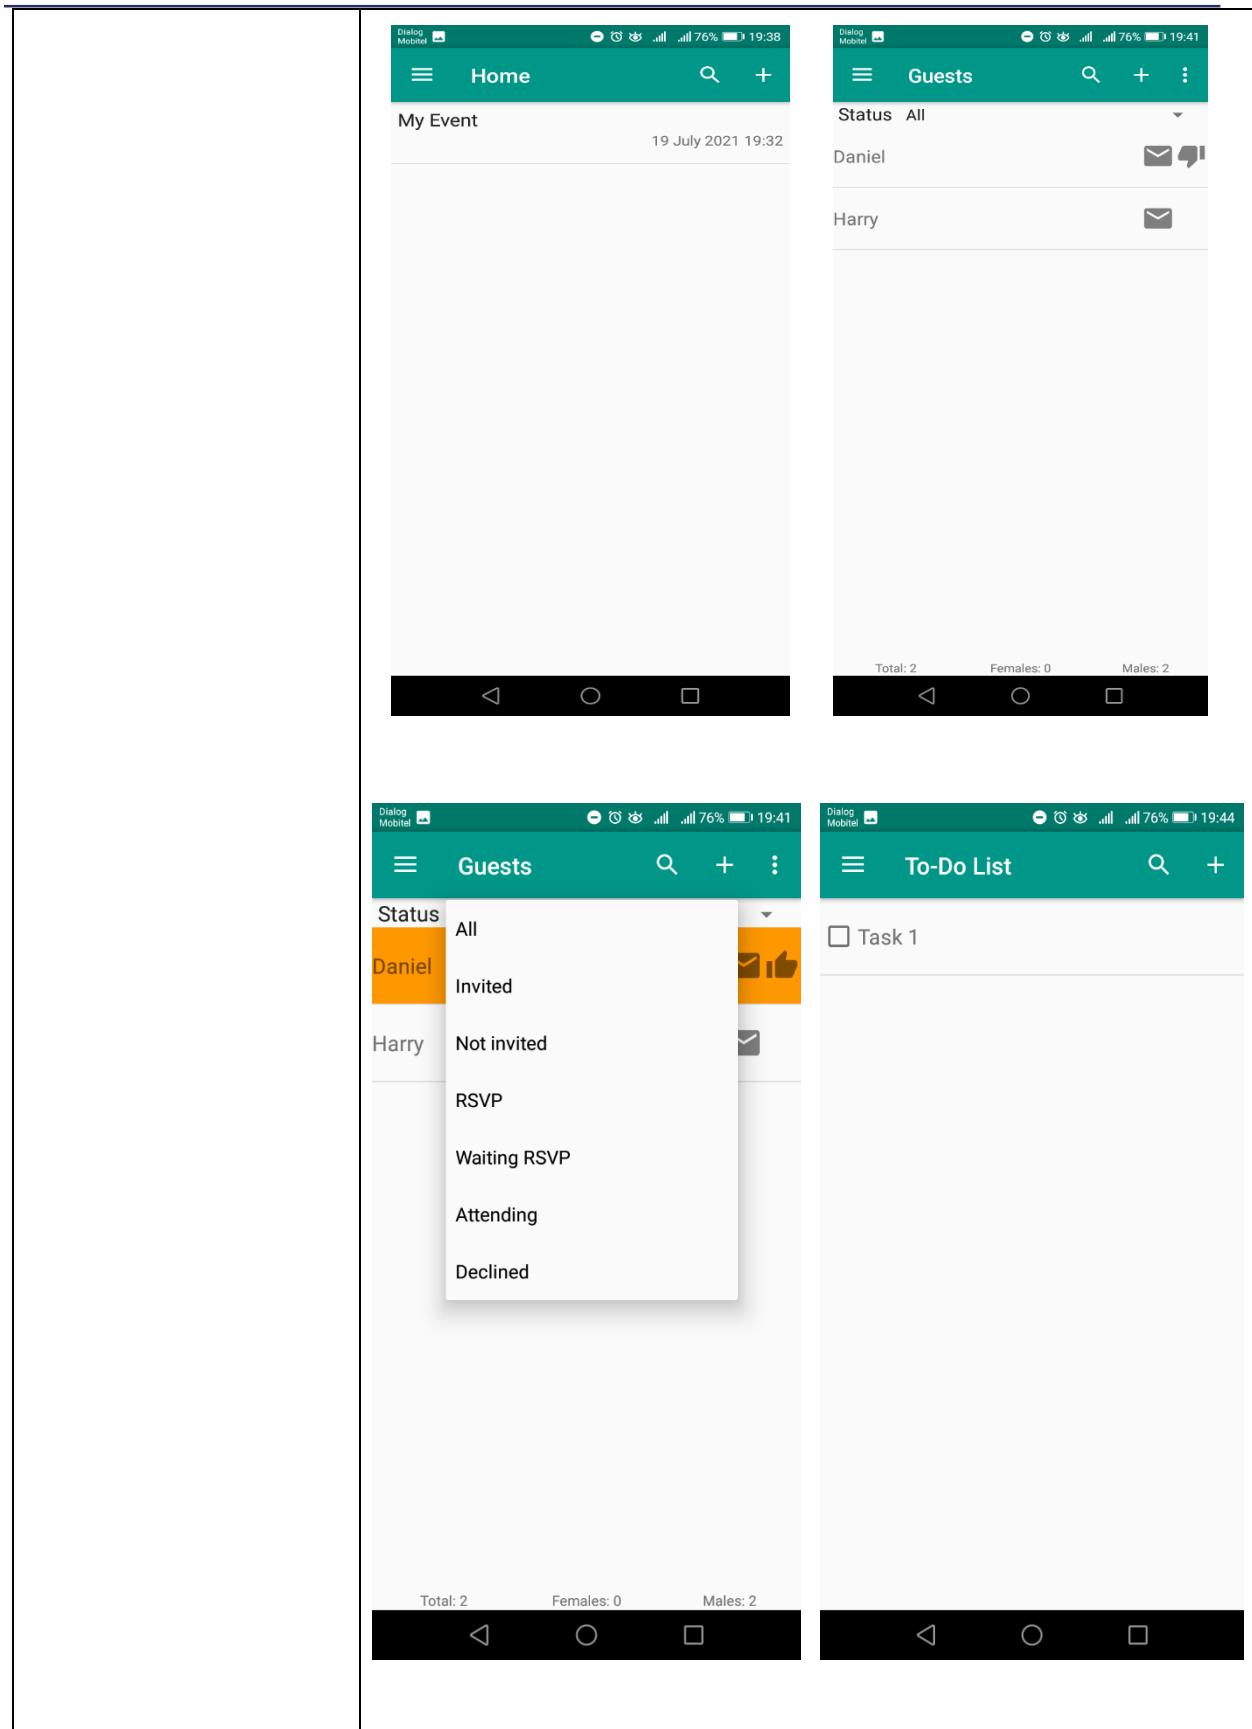 Dialog
Mobitel
76% 19:38
Home
My Event
19 July 2021 19:32
Dialog
Mobitel
76% 19:41
Guests
Status All
Daniel
Harry
Total: 2 Females: 0 Males: 2
Dialog
Mobitel
76% 19:41
Guests
Status
All
Daniel
Invited
Harry
Not invited
RSVP
Waiting RSVP
Attending
Declined
Total: 2 Females: 0 Males: 2
Dialog
Mobitel
76% 19:44
To-Do List
Task 1